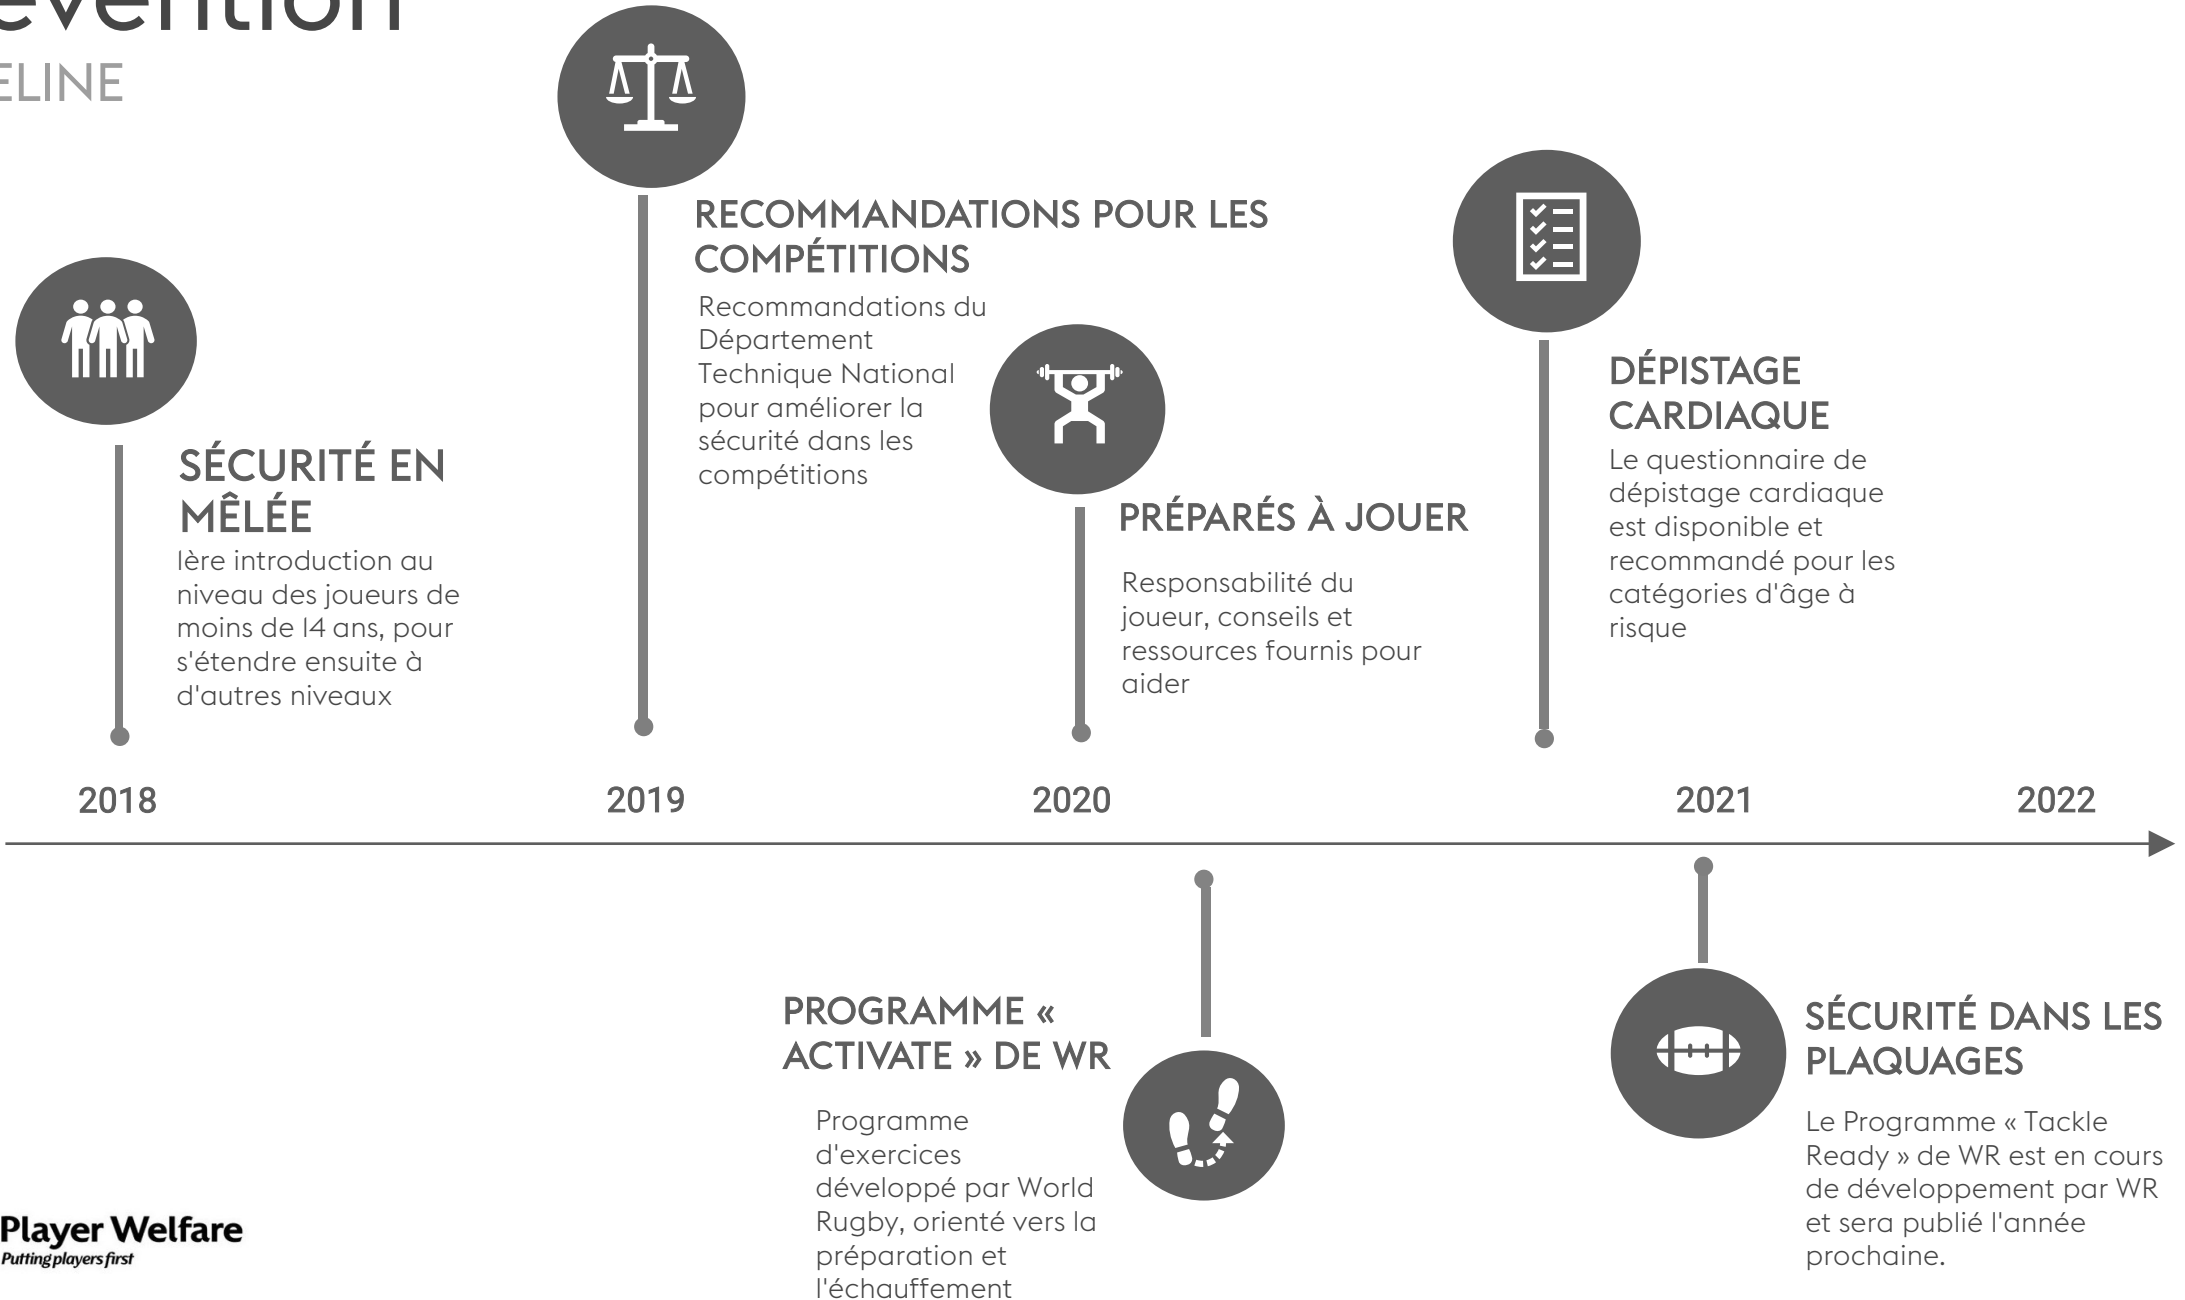 evention
ELINE
RECOMMANDATIONS POUR LES
COMPÉTITIONS
Recommandations du
Département
Technique National
pour améliorer la
sécurité dans les
compétitions
DÉPISTAGE
CARDIAQUE
Le questionnaire de
dépistage cardiaque
est disponible et
recommandé pour les
catégories d'âge à
risque
SÉCURITÉ EN
MÊLÉE
1ère introduction au
niveau des joueurs de
moins de 14 ans, pour
s'étendre ensuite à
d'autres niveaux
PRÉPARÉS À JOUER
Responsabilité du
joueur, conseils et
ressources fournis pour
aider
2018
2019
2020
2021
2022
PROGRAMME «
ACTIVATE » DE WR
Programme
d'exercices
développé par World
Rugby, orienté vers la
préparation et
l'échauffement
SÉCURITÉ DANS LES
PLAQUAGES
Le Programme « Tackle
Ready » de WR est en cours
de développement par WR
et sera publié l'année
prochaine.
Player Welfare
Putting players first